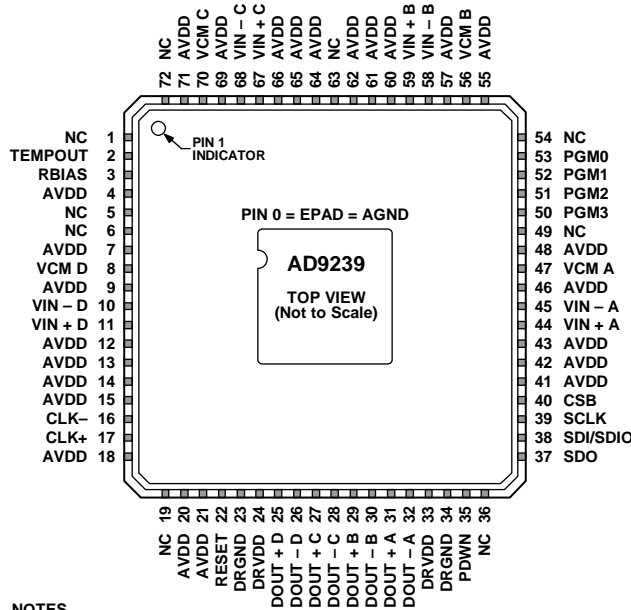 72 NC
71 AVDD
70 VCM C
69 AVDD
68 VIN – C
67 VIN + C
66 AVDD
65 AVDD
64 AVDD
63 NC
62 AVDD
61 AVDD
60 AVDD
59 VIN + B
58 VIN – B
57 AVDD
56 VCM B
55 AVDD
NC 1
TEMPOUT 2
RBIAS 3
AVDD 4
NC 5
NC 6
AVDD 7
VCM D 8
AVDD 9
VIN – D 10
VIN + D 11
AVDD 12
AVDD 13
AVDD 14
AVDD 15
CLK– 16
CLK+ 17
AVDD 18
PIN 1
INDICATOR
PIN 0 = EPAD = AGND
AD9239
TOP VIEW
(Not to Scale)
54 NC
53 PGM0
52 PGM1
51 PGM2
50 PGM3
49 NC
48 AVDD
47 VCM A
46 AVDD
45 VIN – A
44 VIN + A
43 AVDD
42 AVDD
41 AVDD
40 CSB
39 SCLK
38 SDI/SDIO
37 SDO
NC 19
AVDD 20
AVDD 21
RESET 22
DRGND 23
DRVDD 24
DOUT + D 25
DOUT – D 26
DOUT + C 27
DOUT – C 28
DOUT + B 29
DOUT – B 30
DOUT + A 31
DOUT – A 32
DRVDD 33
DRGND 34
PDWN 35
NC 36
NOTES